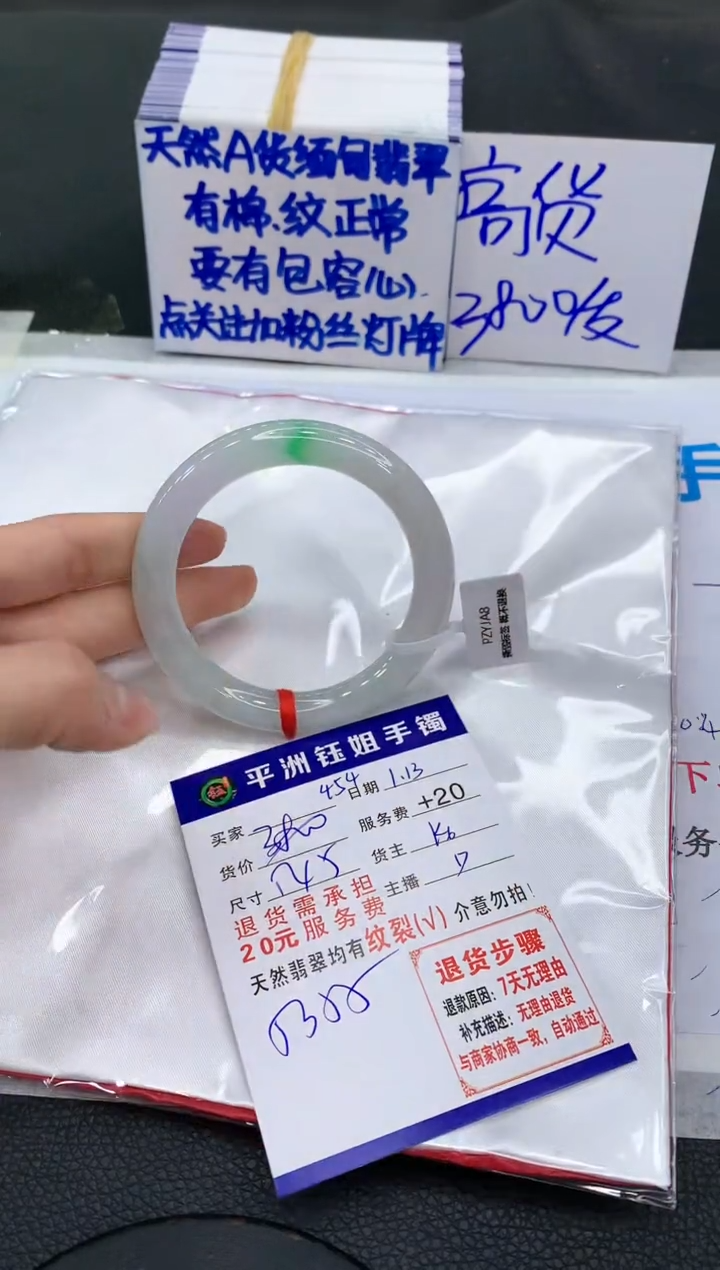 天然A货缅甸翡翠
有棉、纹正常
要有包容心、
点关注加粉丝灯牌
高货
手
平洲钰姐手镯
454
买家
日期 1.13
货价
服务费 +20
尺寸
货主 K6
主播
退货需承担
20元服务费
天然翡翠均有纹裂(√) 介意勿拍!
退货步骤
退款原因: 7天无理由
补充描述: 无理由退货
与商家协商一致，自动通过
PZYJAB
下
务